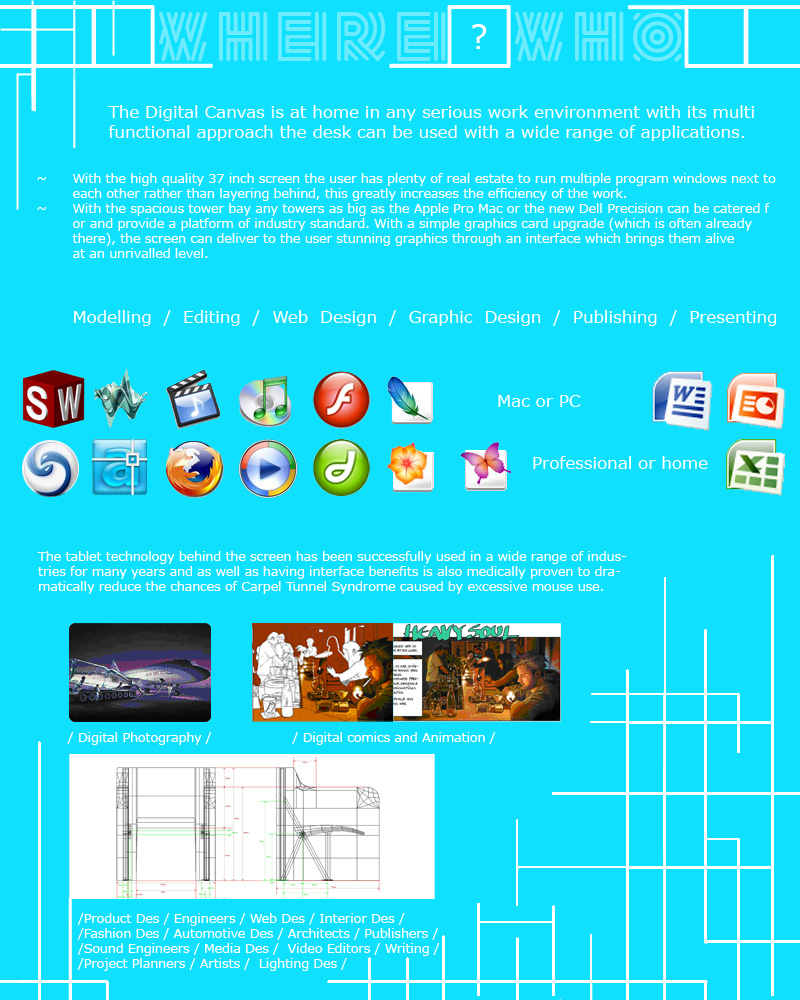 WHERE ? WHO
The Digital Canvas is at home in any serious work environment with its multi
functional approach the desk can be used with a wide range of applications.
~ With the high quality 37 inch screen the user has plenty of real estate to run multiple program windows next to
each other rather than layering behind, this greatly increases the efficiency of the work.
~ With the spacious tower bay any towers as big as the Apple Pro Mac or the new Dell Precision can be catered f
or and provide a platform of industry standard. With a simple graphics card upgrade (which is often already
there), the screen can deliver to the user stunning graphics through an interface which brings them alive
at an unrivalled level.
Modelling / Editing / Web Design / Graphic Design / Publishing / Presenting
SW
Mac or PC
W
a
Professional or home
X
The tablet technology behind the screen has been successfully used in a wide range of indus-
tries for many years and as well as having interface benefits is also medically proven to dra-
matically reduce the chances of Carpel Tunnel Syndrome caused by excessive mouse use.
HEAVY SOUL
/ Digital Photography /
/ Digital comics and Animation /
/Product Des / Engineers / Web Des / Interior Des /
/Fashion Des / Automotive Des / Architects / Publishers /
/Sound Engineers / Media Des / Video Editors / Writing /
/Project Planners / Artists / Lighting Des /